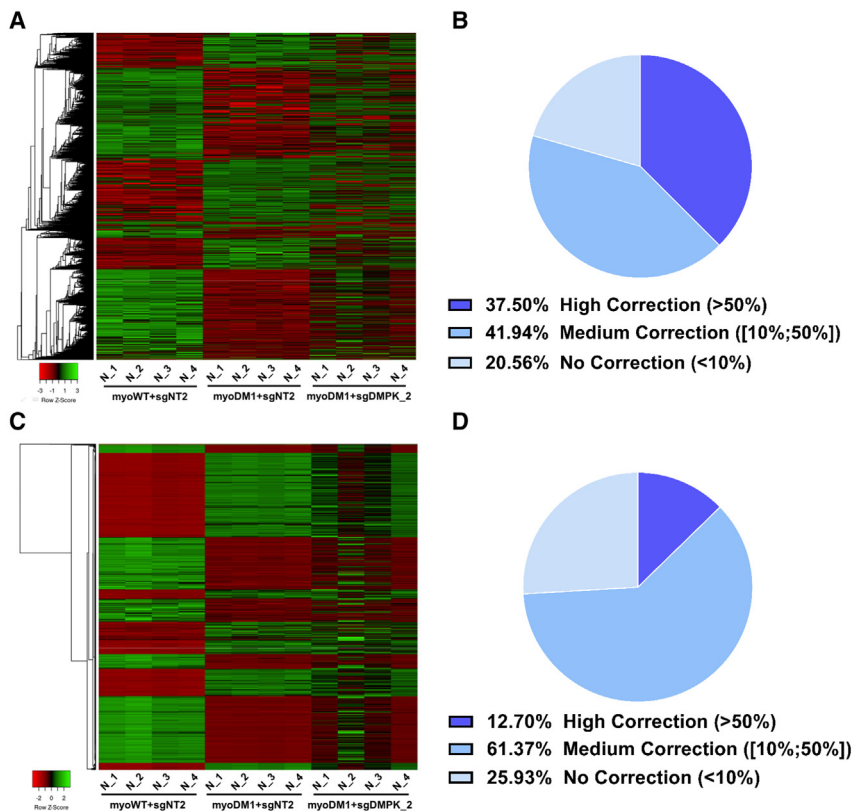 A
B
N_1 N_2 N_3 N_4 N_1 N_2 N_3 N_4 N_1 N_2 N_3 N_4
myoWT+sgNT2 myoDM1+sgNT2 myoDM1+sgDMPK_2
-3 -1 1 3
Row Z-Score
37.50% High Correction (>50%)
41.94% Medium Correction ([10%;50%])
20.56% No Correction (<10%)
C
D
N_1 N_2 N_3 N_4 N_1 N_2 N_3 N_4 N_1 N_2 N_3 N_4
myoWT+sgNT2 myoDM1+sgNT2 myoDM1+sgDMPK_2
-2 0 2
Row Z-Score
12.70% High Correction (>50%)
61.37% Medium Correction ([10%;50%])
25.93% No Correction (<10%)